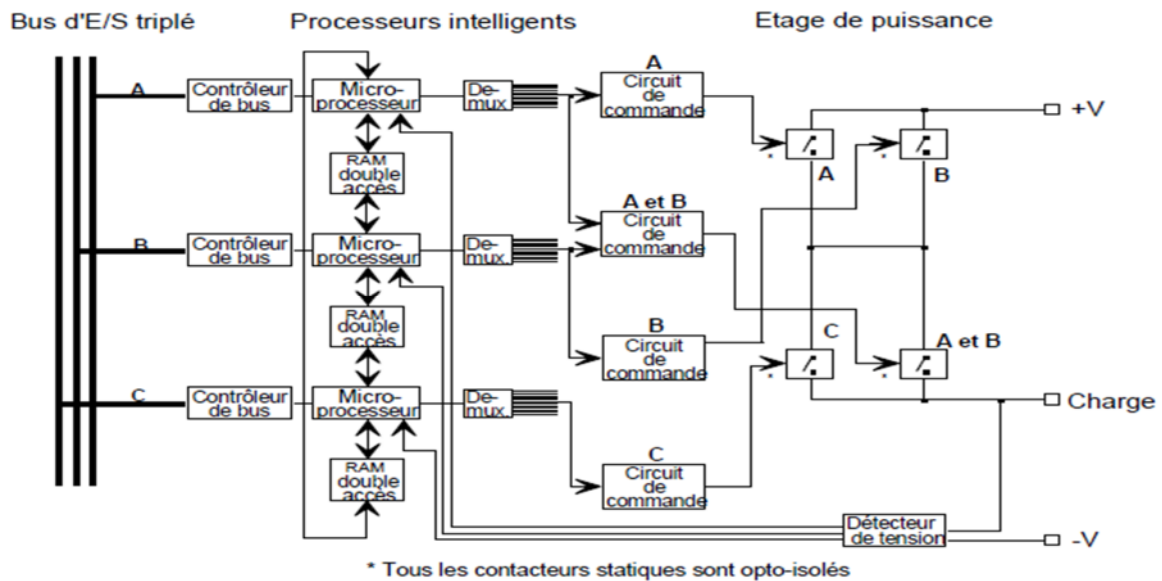 Bus d'E/S triplé
Processeurs intelligents
Etage de puissance
A
Contrôleur
de bus
Micro-
processeur
De-
mux.
A
Circuit
de
commande
+V
*
*
A
B
RAM
double
accès
A et B
Circuit
de
commande
B
Contrôleur
de bus
Micro-
processeur
De-
mux.
RAM
double
accès
B
Circuit
de
commande
C
A et B
*
*
C
Contrôleur
de bus
Micro-
processeur
De-
mux.
Charge
RAM
double
accès
C
Circuit
de
commande
Détecteur
de tension
-V
* Tous les contacteurs statiques sont opto-isolés